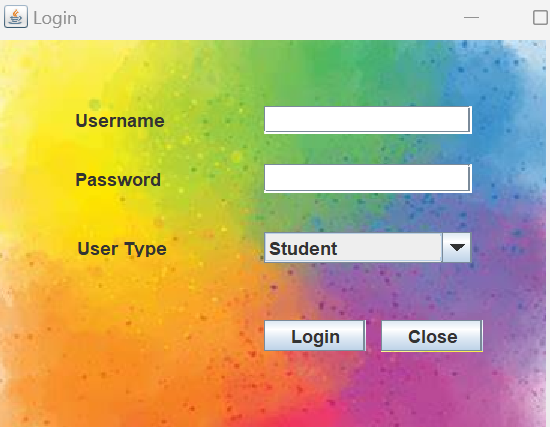 Login
Username
Password
User Type Student
Login Close